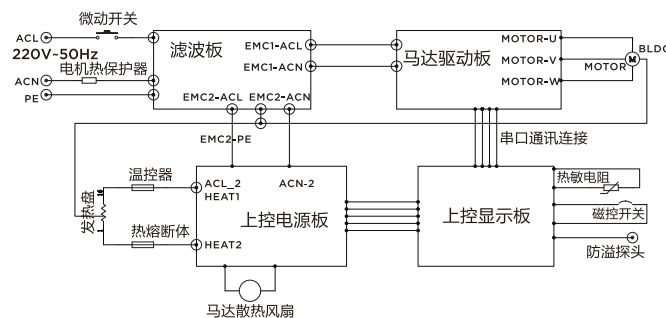 微动开关
ACL
220V~50Hz
电机热保护器
ACN
PE
滤波板
EMC1-ACL
EMC1-ACN
EMC2-ACL EMC2-ACN
EMC2-PE
马达驱动板
MOTOR-U
MOTOR-V
MOTOR-W
BLDC
MOTOR
M
串口通讯连接
温控器
发热盘
16
1
热熔断体
ACL_2
HEAT1
ACN-2
上控电源板
HEAT2
马达散热风扇
上控显示板
热敏电阻
磁控开关
防溢探头